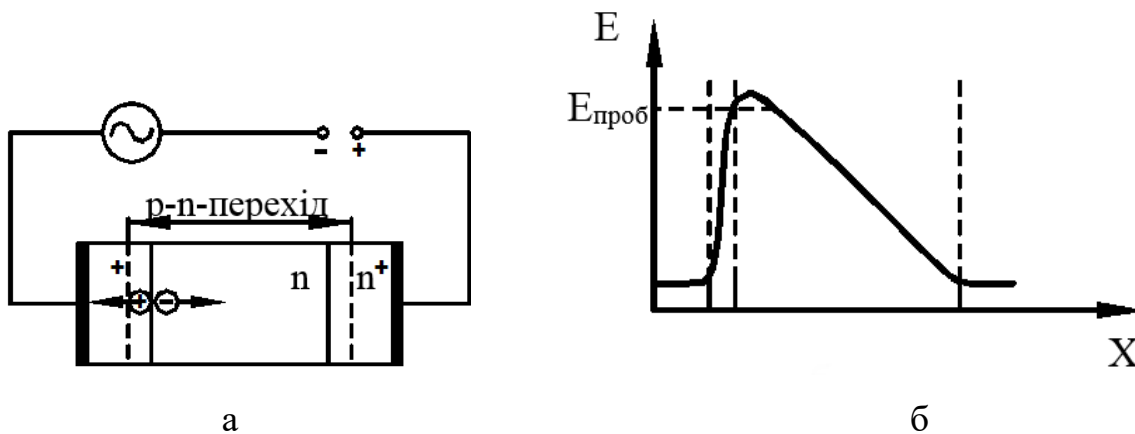 E
Eпроб
- +
p-n-перехід
+
n
n+
+ -
X
а
б